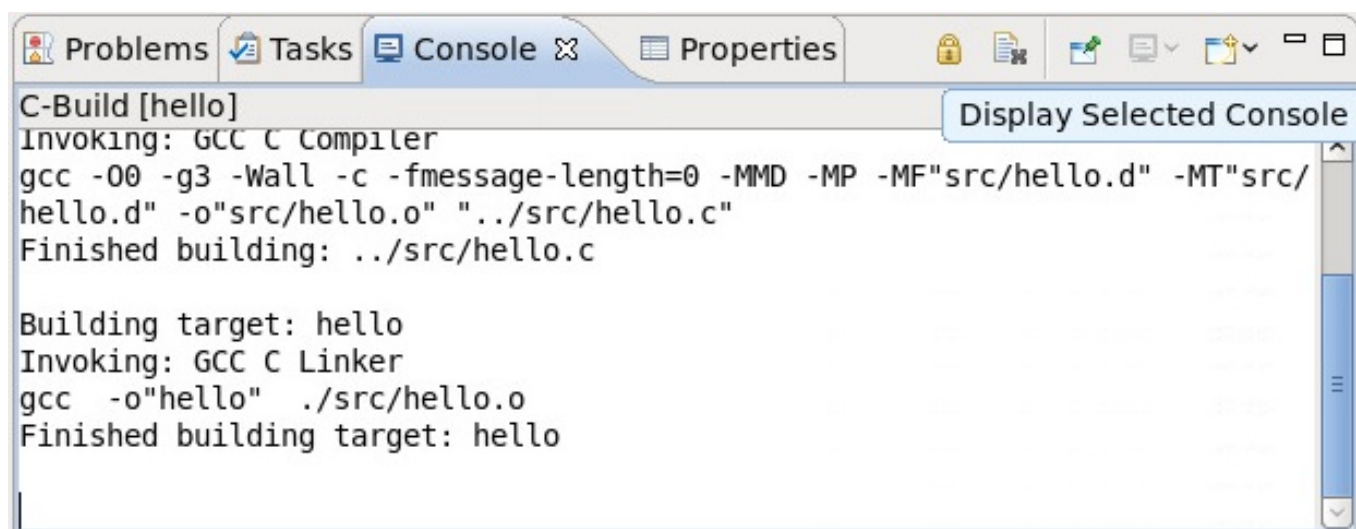 Problems Tasks Console Properties
C-Build [hello]
Display Selected Console
Invoking: GCC C Compiler
gcc -O0 -g3 -Wall -c -fmessage-length=0 -MMD -MP -MF"src/hello.d" -MT"src/
hello.d" -o"src/hello.o" "../src/hello.c"
Finished building: ../src/hello.c
Building target: hello
Invoking: GCC C Linker
gcc  -o"hello"  ./src/hello.o
Finished building target: hello